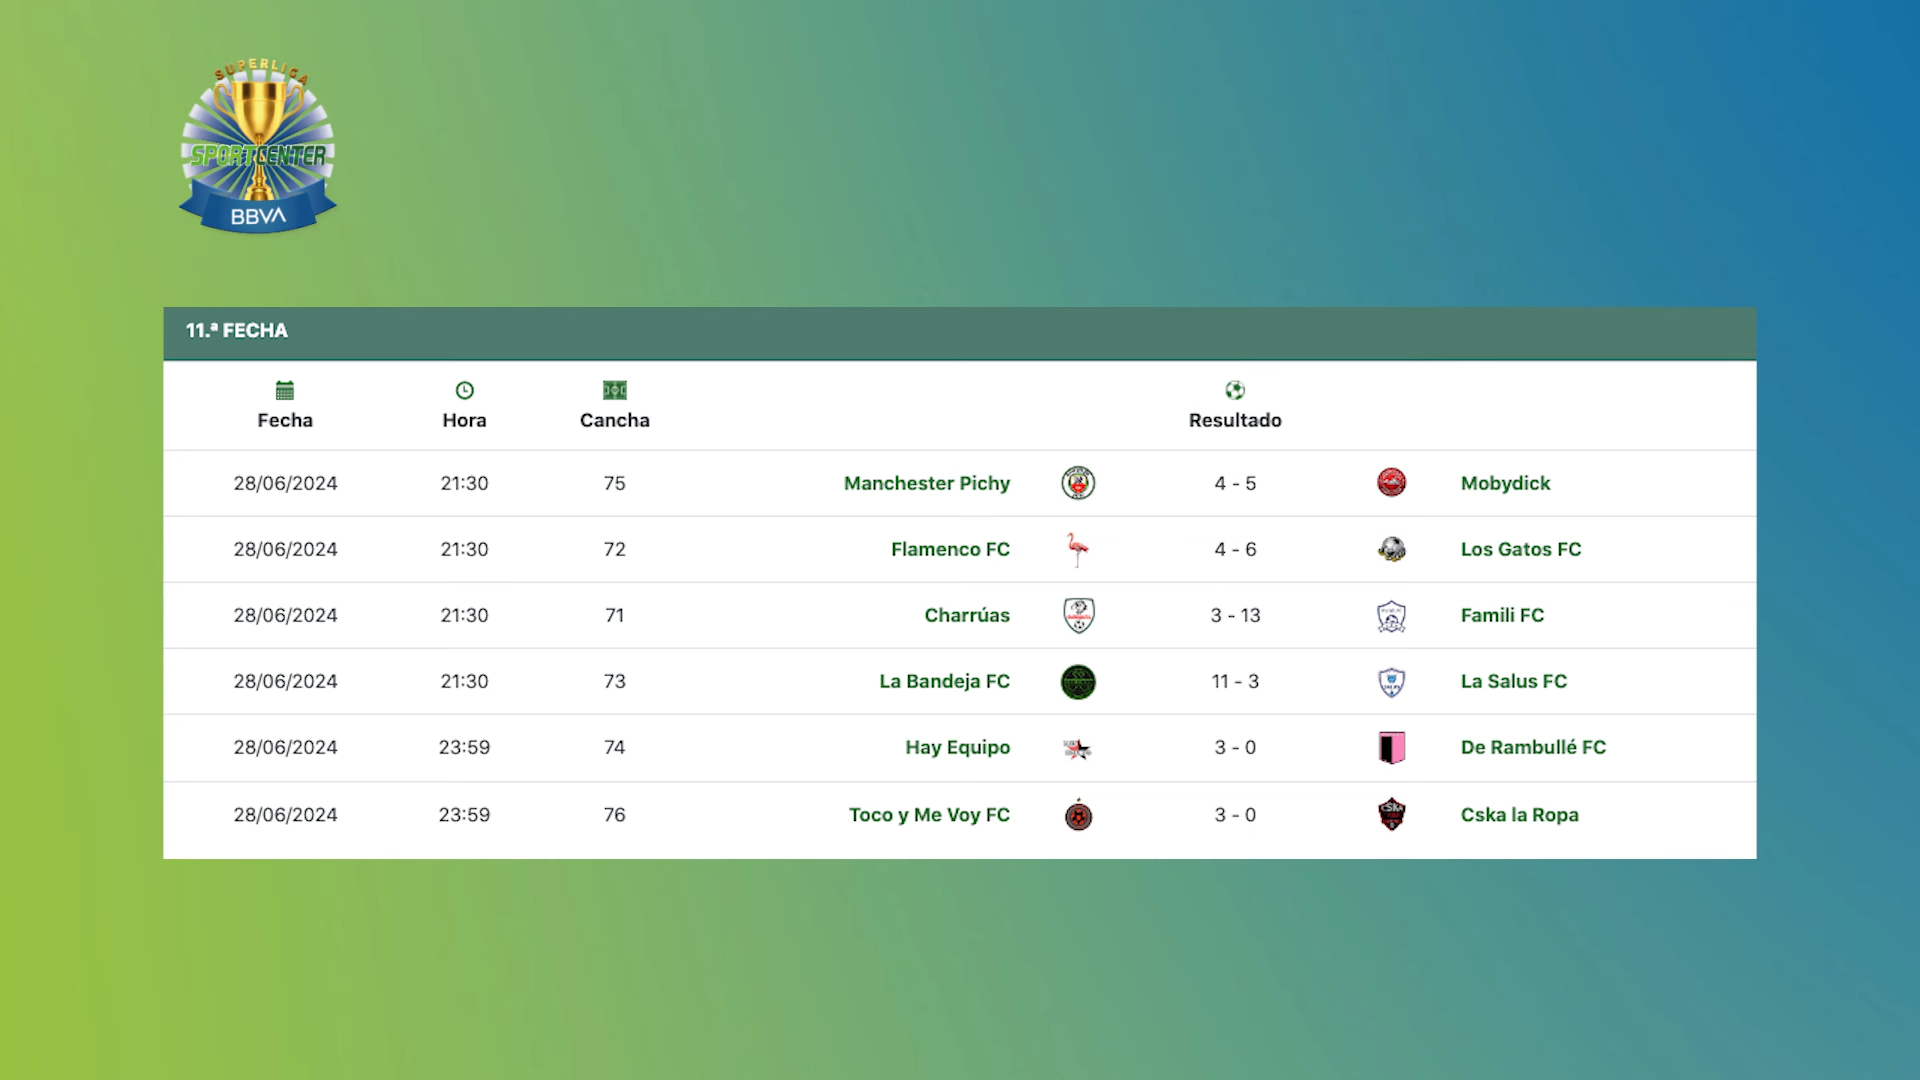 SUPERLIGA
SPORTCENTER
BBVA
11.ª FECHA
Fecha Hora Cancha Resultado
28/06/2024 21:30 75 Manchester Pichy 4 - 5 Mobydick
28/06/2024 21:30 72 Flamenco FC 4 - 6 Los Gatos FC
28/06/2024 21:30 71 Charrúas 3 - 13 Famili FC
28/06/2024 21:30 73 La Bandeja FC 11 - 3 La Salus FC
28/06/2024 23:59 74 Hay Equipo 3 - 0 De Rambullé FC
28/06/2024 23:59 76 Toco y Me Voy FC 3 - 0 Cska la Ropa